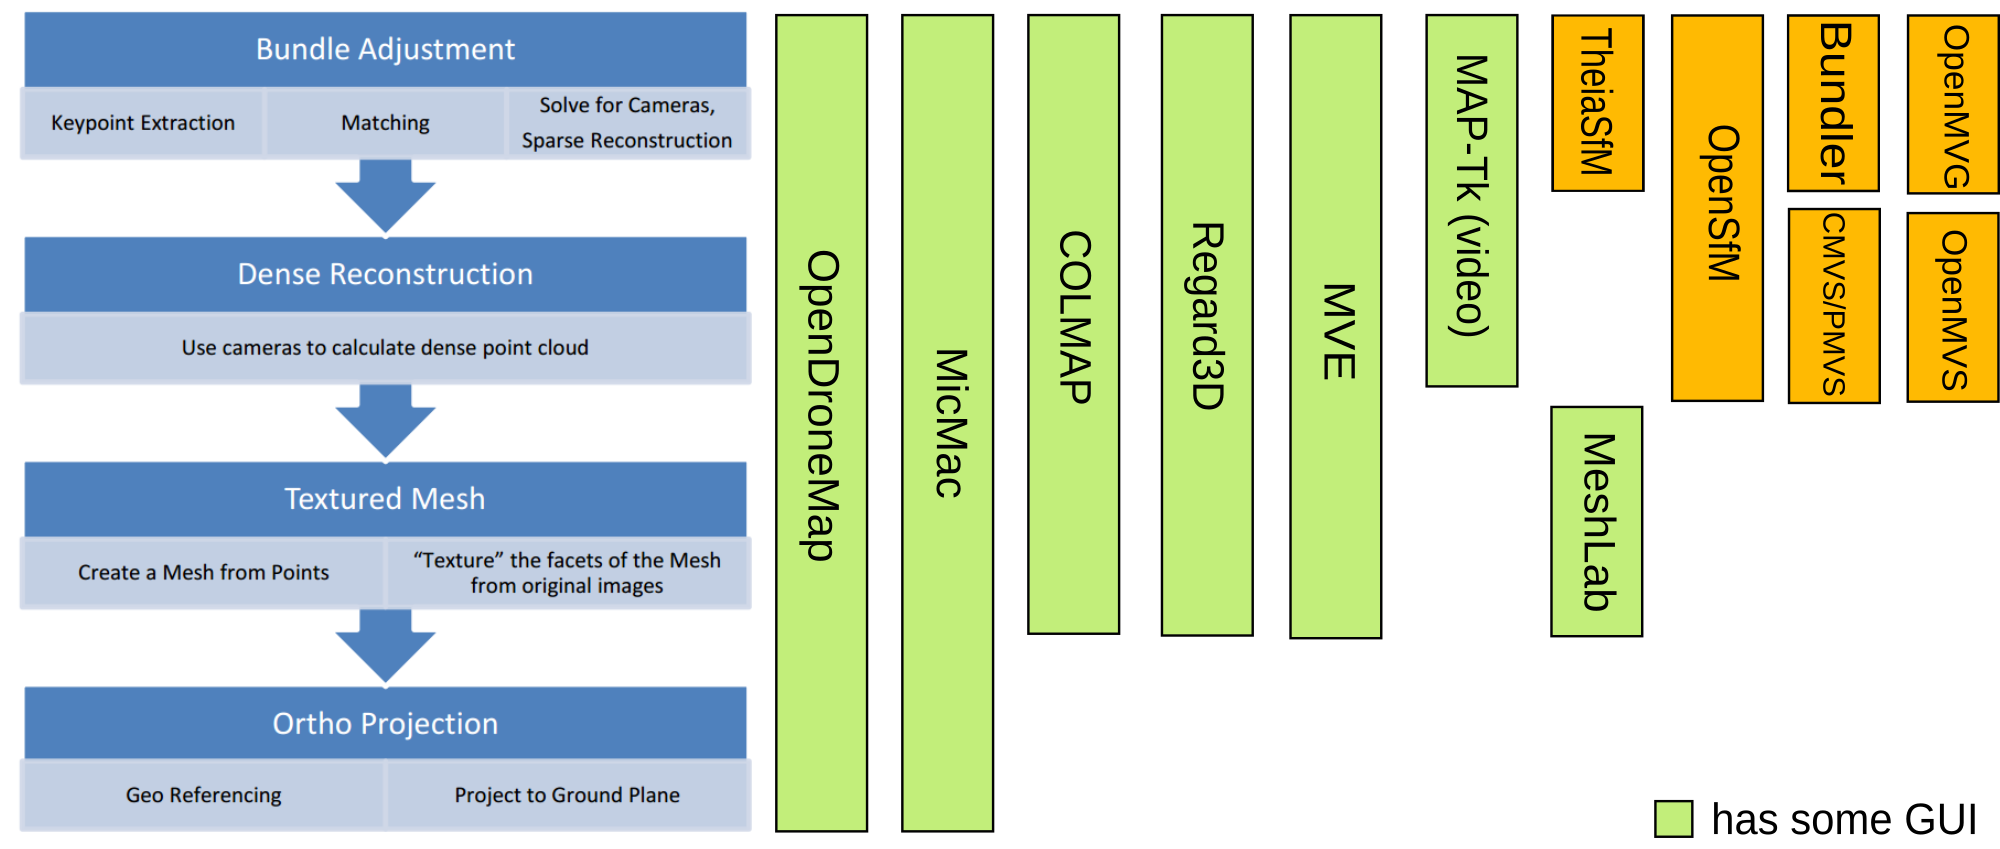 Bundle Adjustment
Keypoint Extraction
Matching
Solve for Cameras,
Sparse Reconstruction
Dense Reconstruction
Use cameras to calculate dense point cloud
Textured Mesh
Create a Mesh from Points
“Texture” the facets of the Mesh
from original images
Ortho Projection
Geo Referencing
Project to Ground Plane
OpenDroneMap
MicMac
COLMAP
Regard3D
MVE
MAP-Tk (video)
TheiaSfM
MeshLab
OpenSfM
Bundler
CMVS/PMVS
OpenMVG
OpenMVS
has some GUI